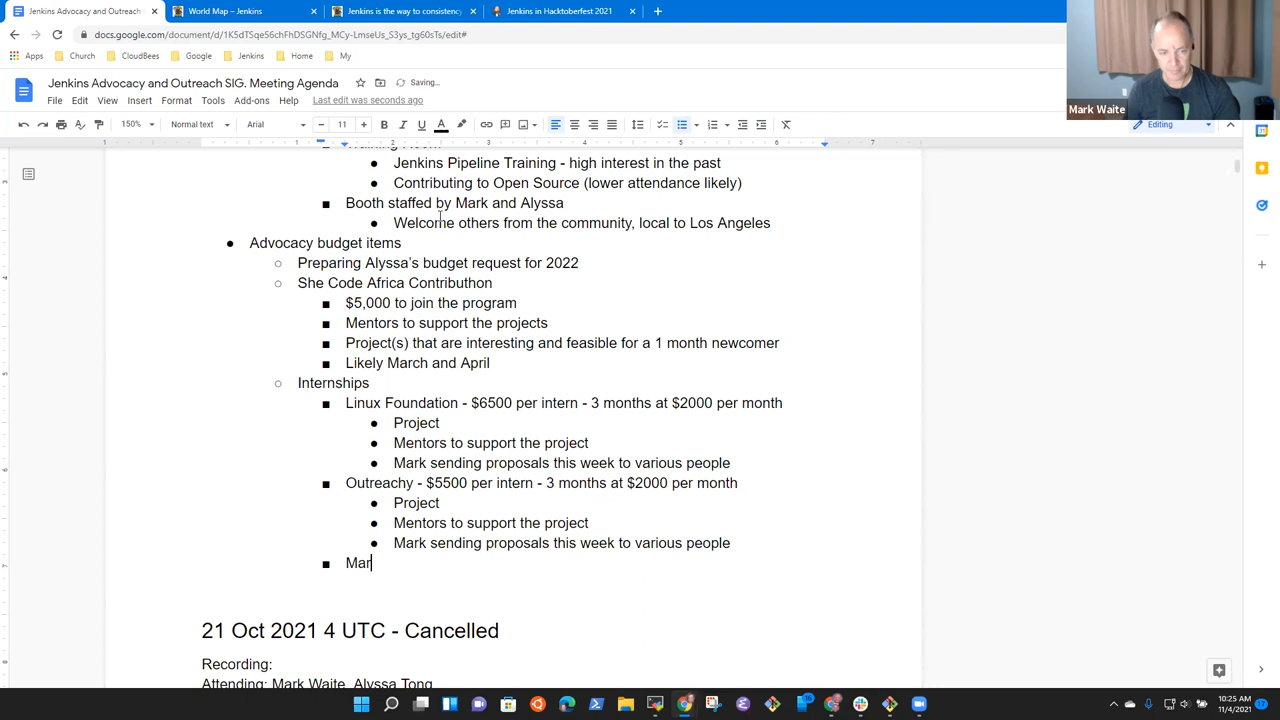 Jenkins Advocacy and Outreach
World Map – Jenkins
Jenkins is the way to consistency
Jenkins in Hacktoberfest 2021
docs.google.com/document/d/1K5dTSqe56chFhDSGNfg_MCy-LmseUs_S3ys_tg60sTs/edit#
Apps
Church
CloudBees
Google
Jenkins
Home
My
Jenkins Advocacy and Outreach SIG. Meeting Agenda
Saving...
File Edit View Insert Format Tools Add-ons Help Last edit was seconds ago
Mark Waite
150% Normal text Arial 11 Editing
1 1 2 3 4 5 6 7
Jenkins Pipeline Training - high interest in the past
Contributing to Open Source (lower attendance likely)
Booth staffed by Mark and Alyssa
Welcome others from the community, local to Los Angeles
Advocacy budget items
Preparing Alyssa's budget request for 2022
She Code Africa Contributhon
$5,000 to join the program
Mentors to support the projects
Project(s) that are interesting and feasible for a 1 month newcomer
Likely March and April
Internships
Linux Foundation - $6500 per intern - 3 months at $2000 per month
Project
Mentors to support the project
Mark sending proposals this week to various people
Outreachy - $5500 per intern - 3 months at $2000 per month
Project
Mentors to support the project
Mark sending proposals this week to various people
Mar
21 Oct 2021 4 UTC - Cancelled
Recording:
Attending: Mark Waite, Alyssa Tong
10:25 AM
11/4/2021